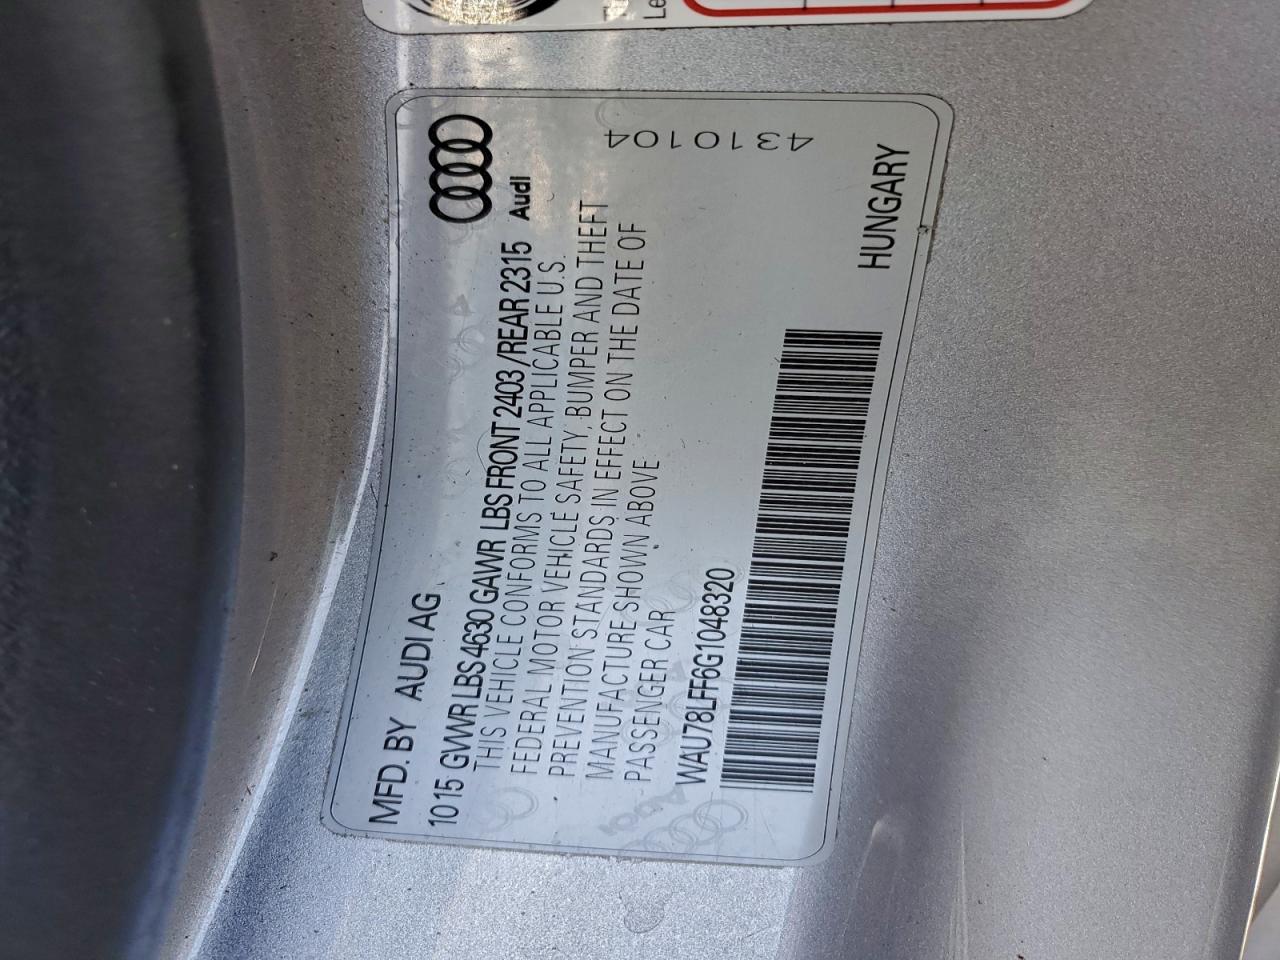 Le
MFD. BY AUDI AG
1015 GVWR LBS 4630 GAWR LBS FRONT 2403 /REAR 2315
Audi
THIS VEHICLE CONFORMS TO ALL APPLICABLE U.S.
FEDERAL MOTOR VEHICLE SAFETY, BUMPER AND THEFT
PREVENTION STANDARDS IN EFFECT ON THE DATE OF
MANUFACTURE SHOWN ABOVE
PASSENGER CAR
4310104
WAU78LFF6G1048320
HUNGARY